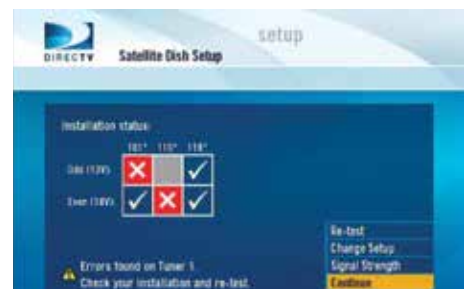 setup
DIRECTV
Satellite Dish Setup
Installation status:
101° 110° 119°
Odd (13V):
Even (18V):
Re-test
Change Setup
Signal Strength
Continue
Errors found on Tuner 1
Check your installation and re-test.